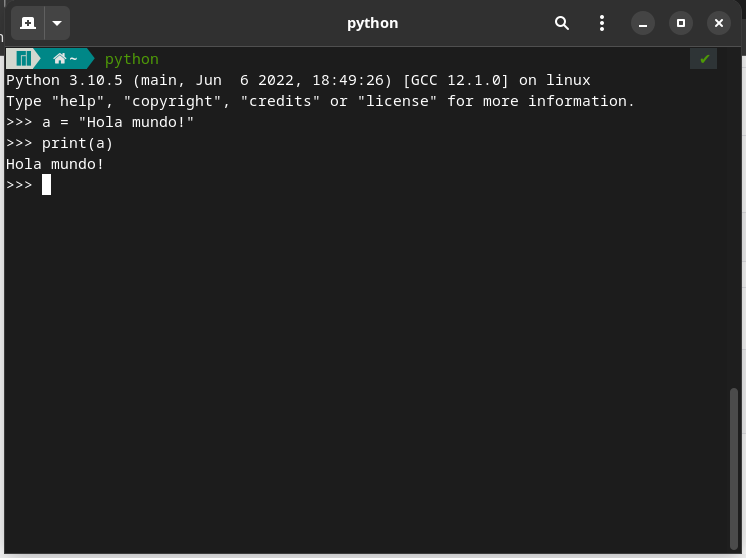 python
~ python ✔
Python 3.10.5 (main, Jun  6 2022, 18:49:26) [GCC 12.1.0] on linux
Type "help", "copyright", "credits" or "license" for more information.
>>> a = "Hola mundo!"
>>> print(a)
Hola mundo!
>>>